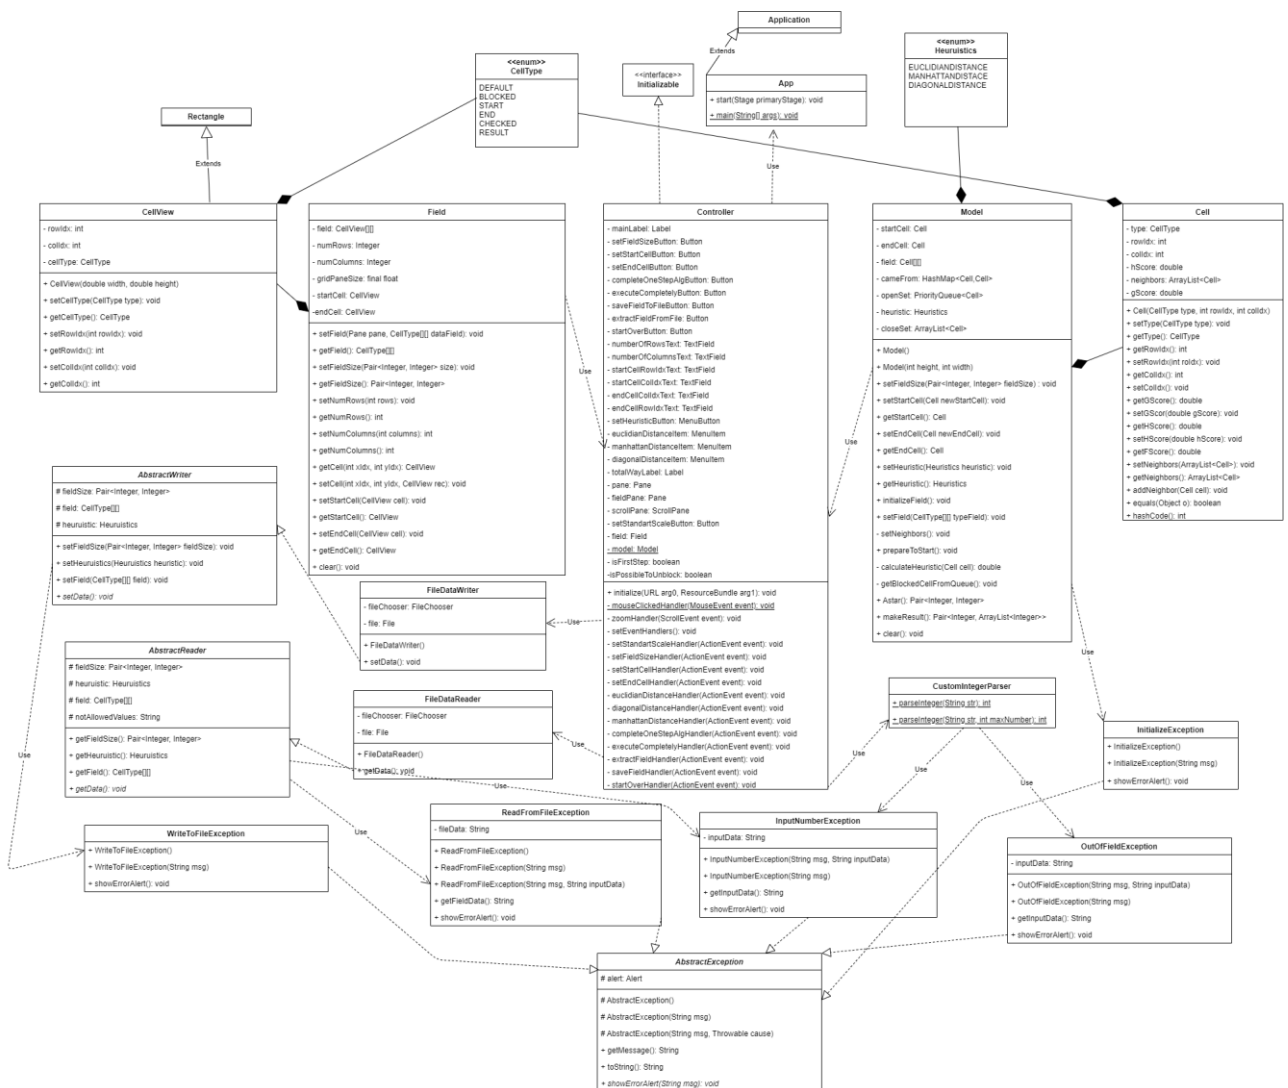 Application
Extends
<<enum>>
Heuruistics
EUCLIDIANDISTANCE
MANHATTANDISTACE
DIAGONALDISTANCE
<<enum>>
CellType
DEFAULT
BLOCKED
START
END
CHECKED
RESULT
<<interface>>
Initializable
App
+ start(Stage primaryStage): void
+ main(String[] args): void
Rectangle
Extends
Use
CellView
- rowIdx: int
- colIdx: int
- cellType: CellType
+ CellView(double width, double height)
+ setCellType(CellType type): void
+ getCellType(): CellType
+ setRowIdx(int rowIdx): void
+ getRowIdx(): int
+ setColIdx(int colIdx): void
+ getColIdx(): int
Field
- field: CellView[][]
- numRows: Integer
- numColumns: Integer
- gridPaneSize: final float
- startCell: CellView
-endCell: CellView
+ setField(Pane pane, CellType[][] dataField): void
+ getField(): CellType[][]
+ setFieldSize(Pair<Integer, Integer> size): void
+ getFieldSize(): Pair<Integer, Integer>
+ setNumRows(int rows): void
+ getNumRows(): int
+ setNumColumns(int columns): int
+ getNumColumns(): int
+ getCell(int xIdx, int yIdx): CellView
+ setCell(int xIdx, int yIdx, CellView rec): void
+ setStartCell(CellView cell): void
+ getStartCell(): CellView
+ setEndCell(CellView cell): void
+ getEndCell(): CellView
+ clear(): void
Use
Controller
- mainLabel: Label
- setFieldSizeButton: Button
- setStartCellButton: Button
- setEndCellButton: Button
- completeOneStepAlgButton: Button
- executeCompletelyButton: Button
- saveFieldToFileButton: Button
- extractFieldFromFile: Button
- startOverButton: Button
- numberOfRowsText: TextField
- numberOfColumnsText: TextField
- startCellRowIdxText: TextField
- startCellColIdxText: TextField
- endCellColIdxText: TextField
- endCellRowIdxText: TextField
- setHeuristicButton: MenuButton
- euclidianDistanceItem: MenuItem
- manhattanDistanceItem: MenuItem
- diagonalDistanceItem: MenuItem
- totalWayLabel: Label
- pane: Pane
- fieldPane: Pane
- scrollPane: ScrollPane
- setStandartScaleButton: Button
- field: Field
- model: Model
- isFirstStep: boolean
-isPossibleToUnblock: boolean
+ initialize(URL arg0, ResourceBundle arg1): void
- mouseClickedHandler(MouseEvent event): void
- zoomHandler(ScrollEvent event): void
- setEventHandlers(): void
- setStandartScaleHandler(ActionEvent event): void
- setFieldSizeHandler(ActionEvent event): void
- setStartCellHandler(ActionEvent event): void
- setEndCellHandler(ActionEvent event): void
- euclidianDistanceHandler(ActionEvent event): void
- diagonalDistanceHandler(ActionEvent event): void
- manhattanDistanceHandler(ActionEvent event): void
- completeOneStepAlgHandler(ActionEvent event): void
- executeCompletelyHandler(ActionEvent event): void
- extractFieldHandler(ActionEvent event): void
- saveFieldHandler(ActionEvent event): void
- startOverHandler(ActionEvent event): void
Use
Model
- startCell: Cell
- endCell: Cell
- field: Cell[][]
- cameFrom: HashMap<Cell,Cell>
- openSet: PriorityQueue<Cell>
- heuristic: Heuristics
- closeSet: ArrayList<Cell>
+ Model()
+ Model(int height, int width)
+ setFieldSize(Pair<Integer, Integer> fieldSize) : void
+ setStartCell(Cell newStartCell): void
+ getStartCell(): Cell
+ setEndCell(Cell newEndCell): void
+ getEndCell(): Cell
+ setHeuristic(Heuristics heuristic): void
+ getHeuristic(): Heuristics
+ initializeField(): void
+ setField(CellType[][] typeField): void
- setNeighbors(): void
+ prepareToStart(): void
- calculateHeuristic(Cell cell): double
- getBlockedCellFromQueue(): void
+ Astar(): Pair<Integer, Integer>
+ makeResult(): Pair<Integer, ArrayList<Integer>>
+ clear(): void
Use
Cell
- type: CellType
- rowIdx: int
- colIdx: int
- hScore: double
- neighbors: ArrayList<Cell>
- gScore: double
+ Cell(CellType type, int rowIdx, int colIdx)
+ setType(CellType type): void
+ getType(): CellType
+ getRowIdx(): int
+ setRowIdx(int roIdx): void
+ getColIdx(): int
+ setColIdx(): void
+ getGScore(): double
+ setGScor(double gScore): void
+ getHScore(): double
+ setHScore(double hScore): void
+ getFScore(): double
+ setNeighbors(ArrayList<Cell>): void
+ getNeighbors(): ArrayList<Cell>
+ addNeighbor(Cell cell): void
+ equals(Object o): boolean
+ hashCode(): int
AbstractWriter
# fieldSize: Pair<Integer, Integer>
# field: CellType[][]
# heuruistic: Heuristics
+ setFieldSize(Pair<Integer, Integer> fieldSize): void
+ setHeuristics(Heuruistics heuristic): void
+ setField(CellType[][] field): void
+ setData(): void
FileDataWriter
- fileChooser: FileChooser
- file: File
+ FileDataWriter()
+ setData(): void
Use
AbstractReader
# fieldSize: Pair<Integer, Integer>
# heuristic: Heuristics
# field: CellType[][]
# notAllowedValues: String
+ getFieldSize(): Pair<Integer, Integer>
+ getHeuristic(): Heuristics
+ getField(): CellType[][]
+ getData(): void
Use
FileDataReader
- fileChooser: FileChooser
- file: File
+ FileDataReader()
+ getData(): void
Use
CustomIntegerParser
+ parseInteger(String str): int
+ parseInteger(String str, int maxNumber): int
Use
Use
Use
InitializeException
+ InitializeException()
+ InitializeException(String msg)
+ showErrorAlert(): void
Use
WriteToFileException
+ WriteToFileException()
+ WriteToFileException(String msg)
+ showErrorAlert(): void
Use
ReadFromFileException
- fileData: String
+ ReadFromFileException()
+ ReadFromFileException(String msg)
+ ReadFromFileException(String msg, String inputData)
+ getFieldData(): String
+ showErrorAlert(): void
Use
InputNumberException
- inputData: String
+ InputNumberException(String msg, String inputData)
+ InputNumberException(String msg)
+ getInputData(): String
+ showErrorAlert(): void
OutOfFieldException
- inputData: String
+ OutOfFieldException(String msg, String inputData)
+ OutOfFieldException(String msg)
+ getInputData(): String
+ showErrorAlert(): void
AbstractException
# alert: Alert
# AbstractException()
# AbstractException(String msg)
# AbstractException(String msg, Throwable cause)
+ getMessage(): String
+ toString(): String
+ showErrorAlert(String msg): void